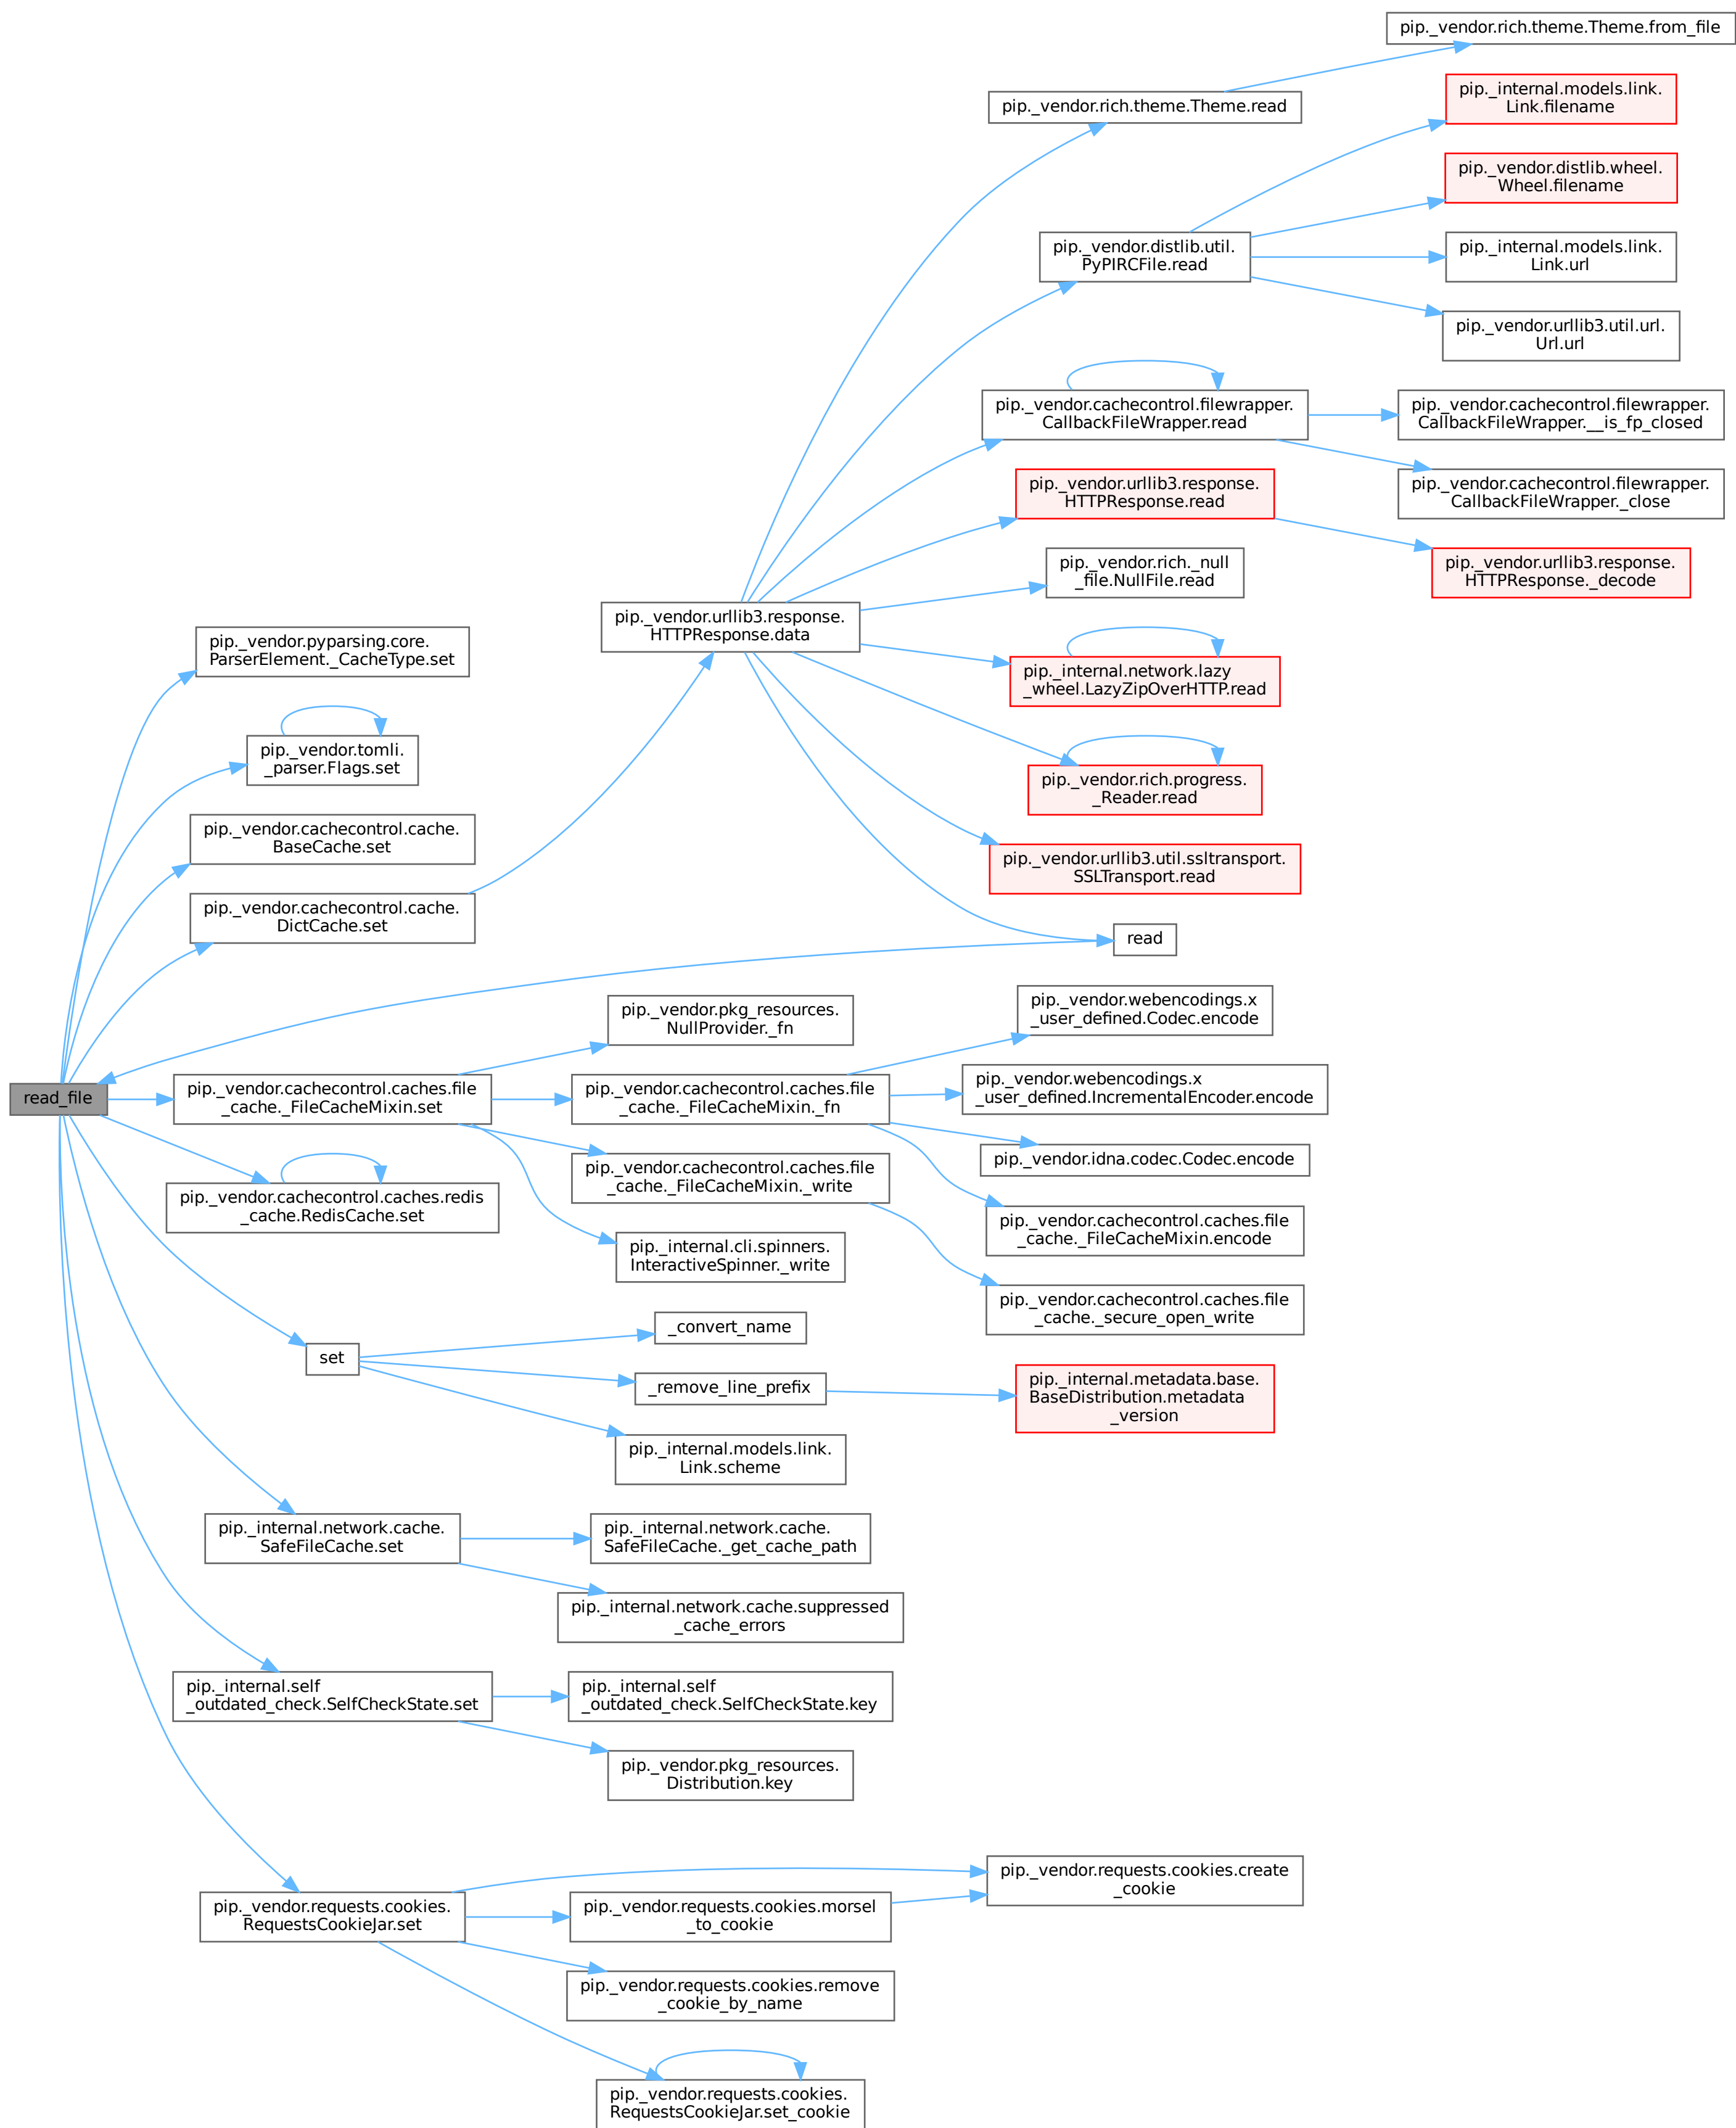 pip._vendor.rich.theme.Theme.from_file
pip._internal.models.link.
Link.filename
pip._vendor.rich.theme.Theme.read
pip._vendor.distlib.wheel.
Wheel.filename
pip._vendor.distlib.util.
PyPIRCFile.read
pip._internal.models.link.
Link.url
pip._vendor.urllib3.util.url.
Url.url
pip._vendor.cachecontrol.filewrapper.
CallbackFileWrapper.read
pip._vendor.cachecontrol.filewrapper.
CallbackFileWrapper.__is_fp_closed
pip._vendor.urllib3.response.
HTTPResponse.read
pip._vendor.cachecontrol.filewrapper.
CallbackFileWrapper._close
pip._vendor.rich._null
_file.NullFile.read
pip._vendor.urllib3.response.
HTTPResponse._decode
pip._vendor.urllib3.response.
HTTPResponse.data
pip._vendor.pyparsing.core.
ParserElement._CacheType.set
pip._internal.network.lazy
_wheel.LazyZipOverHTTP.read
pip._vendor.tomli.
_parser.Flags.set
pip._vendor.rich.progress.
_Reader.read
pip._vendor.cachecontrol.cache.
BaseCache.set
pip._vendor.urllib3.util.ssltransport.
SSLTransport.read
pip._vendor.cachecontrol.cache.
DictCache.set
read
pip._vendor.pkg_resources.
NullProvider._fn
pip._vendor.webencodings.x
_user_defined.Codec.encode
read_file
pip._vendor.cachecontrol.caches.file
_cache._FileCacheMixin.set
pip._vendor.cachecontrol.caches.file
_cache._FileCacheMixin._fn
pip._vendor.webencodings.x
_user_defined.IncrementalEncoder.encode
pip._vendor.idna.codec.Codec.encode
pip._vendor.cachecontrol.caches.file
_cache._FileCacheMixin._write
pip._vendor.cachecontrol.caches.redis
_cache.RedisCache.set
pip._vendor.cachecontrol.caches.file
_cache._FileCacheMixin.encode
pip._internal.cli.spinners.
InteractiveSpinner._write
pip._vendor.cachecontrol.caches.file
_cache._secure_open_write
_convert_name
set
_remove_line_prefix
pip._internal.metadata.base.
BaseDistribution.metadata
_version
pip._internal.models.link.
Link.scheme
pip._internal.network.cache.
SafeFileCache.set
pip._internal.network.cache.
SafeFileCache._get_cache_path
pip._internal.network.cache.suppressed
_cache_errors
pip._internal.self
_outdated_check.SelfCheckState.set
pip._internal.self
_outdated_check.SelfCheckState.key
pip._vendor.pkg_resources.
Distribution.key
pip._vendor.requests.cookies.create
_cookie
pip._vendor.requests.cookies.
RequestsCookieJar.set
pip._vendor.requests.cookies.morsel
_to_cookie
pip._vendor.requests.cookies.remove
_cookie_by_name
pip._vendor.requests.cookies.
RequestsCookieJar.set_cookie